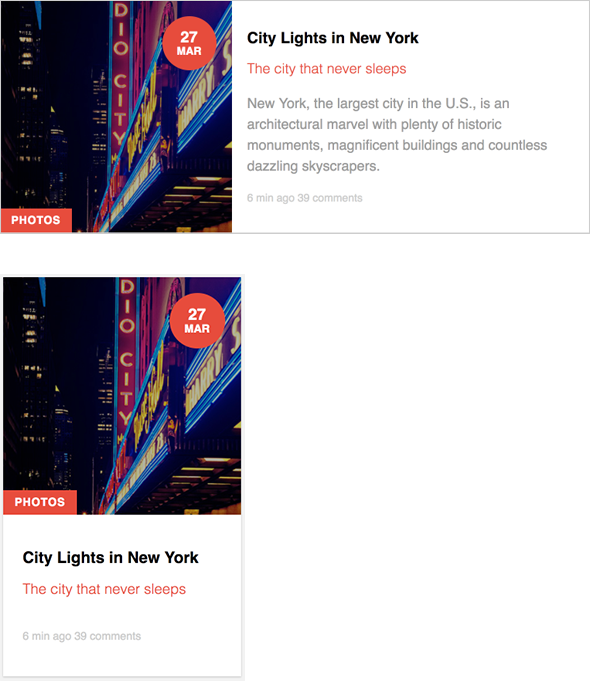 DIO CITY
27
MAR
City Lights in New York
The city that never sleeps
New York, the largest city in the U.S., is an
architectural marvel with plenty of historic
monuments, magnificent buildings and countless
dazzling skyscrapers.
6 min ago 39 comments
PHOTOS
DIO CITY
27
MAR
PHOTOS
City Lights in New York
The city that never sleeps
6 min ago 39 comments